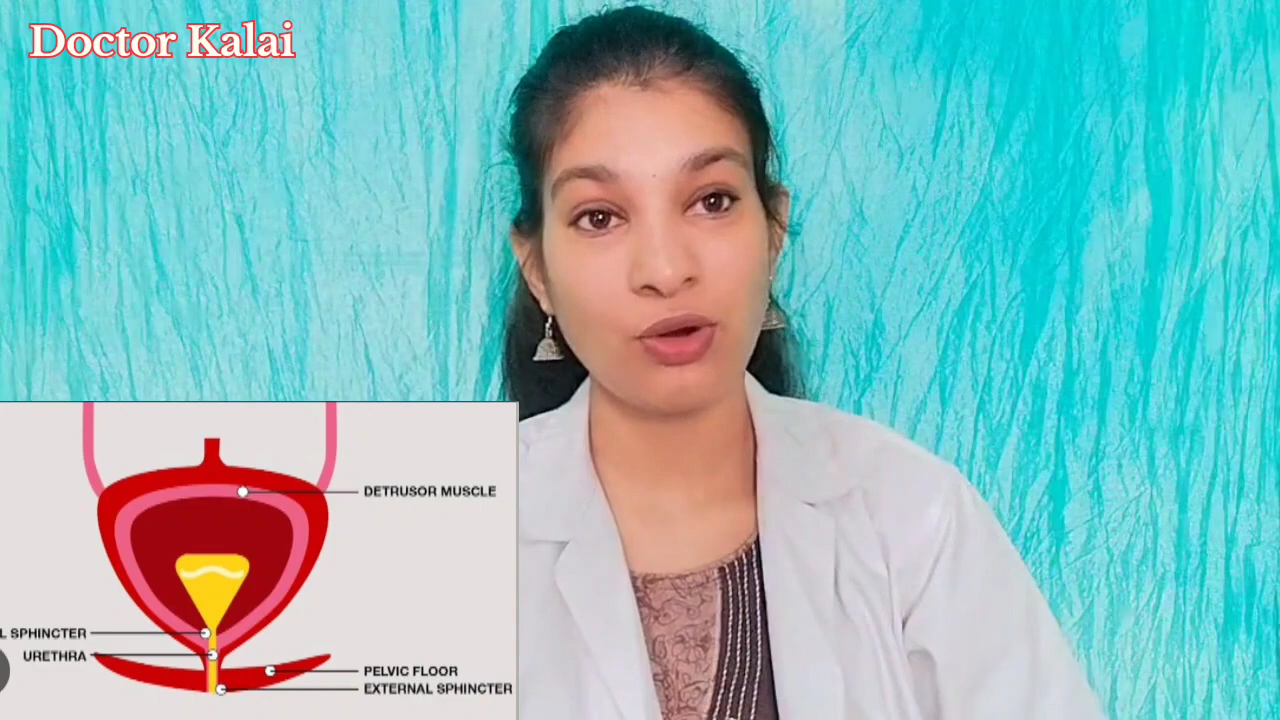 Doctor Kalai
DETRUSOR MUSCLE
L SPHINCTER
URETHRA
PELVIC FLOOR
EXTERNAL SPHINCTER